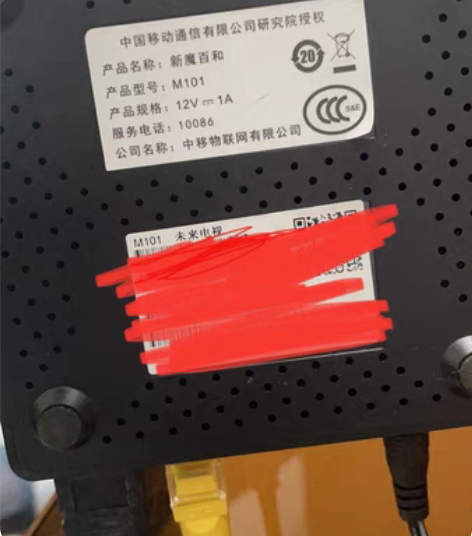 中国移动通信有限公司研究院授权
产品名称：新魔百和
产品型号：M101
产品规格：12V⎓1A
服务电话：10086
公司名称：中移物联网有限公司
20
CCC S&E
M101 未来电视